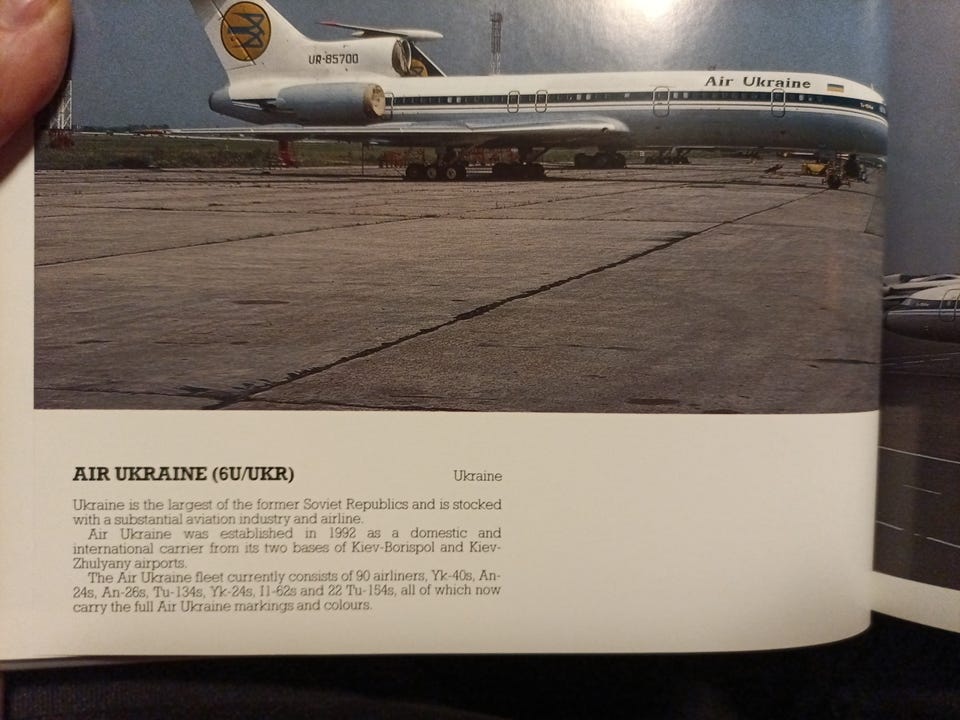 UR-85700
Air Ukraine
AIR UKRAINE (6U/UKR)
Ukraine
Ukraine is the largest of the former Soviet Republics and is stocked
with a substantial aviation industry and airline.
Air Ukraine was established in 1992 as a domestic and
international carrier from its two bases of Kiev-Borispol and Kiev-
Zhulyany airports.
The Air Ukraine fleet currently consists of 90 airliners, Yk-40s, An-
24s, An-26s, Tu-134s, Yk-24s, I1-62s and 22 Tu-154s, all of which now
carry the full Air Ukraine markings and colours.